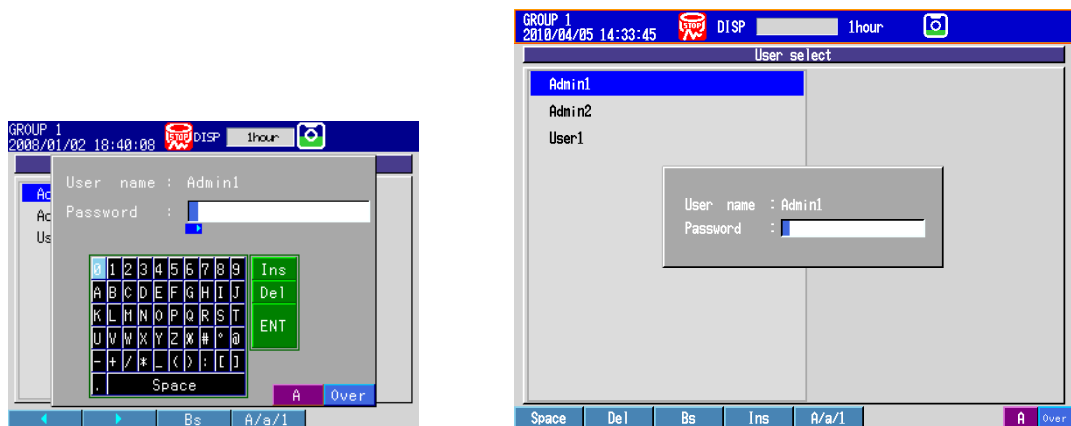 GROUP 1
2008/01/02 18:40:08 STOP DISP 1hour
Ad
Ac
Us
User name : Admin1
Password :
0 1 2 3 4 5 6 7 8 9 Ins
A B C D E F G H I J Del
K L M N O P Q R S T
ENT
U V W X Y Z % # ° @
- + / * _ ( ) : [ ]
. Space
A Over
Bs A/a/1
GROUP 1
2010/04/05 14:33:45 STOP DISP 1hour
User select
Admin1
Admin2
User1
User name : Admin1
Password :
Space Del Bs Ins A/a/1 A Over